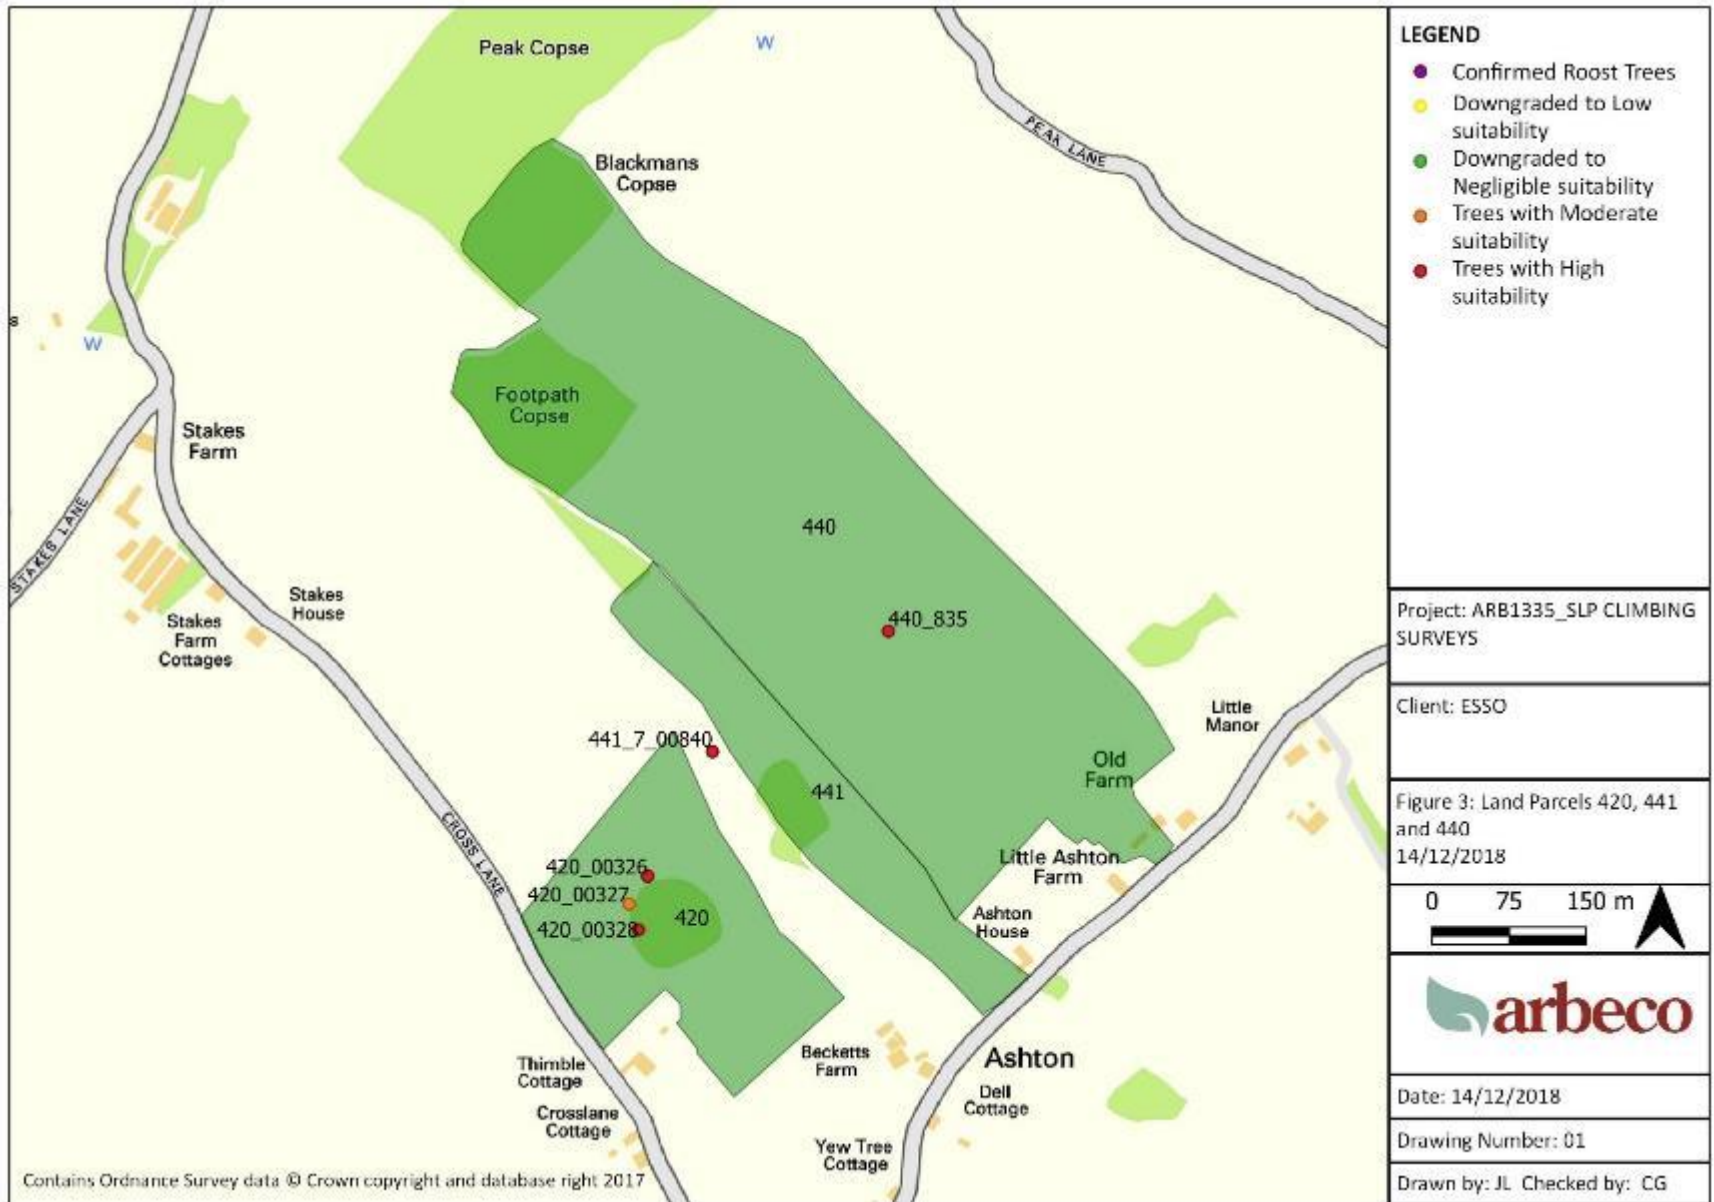 Peak Copse
W
PEAK LANE
Blackmans
Copse
s
W
Footpath
Copse
Stakes
Farm
STAKES LANE
440
Stakes
House
Stakes
Farm
Cottages
440_835
Little
Manor
441_7_00840
Old
Farm
441
CROSS LANE
Little Ashton
Farm
420_00326
420_00327
420
420_00328
Ashton
House
Becketts
Farm
Ashton
Thimble
Cottage
Dell
Cottage
Crosslane
Cottage
Yew Tree
Cottage
Contains Ordnance Survey data © Crown copyright and database right 2017
LEGEND
Confirmed Roost Trees
Downgraded to Low
suitability
Downgraded to
Negligible suitability
Trees with Moderate
suitability
Trees with High
suitability
Project: ARB1335_SLP CLIMBING
SURVEYS
Client: ESSO
Figure 3: Land Parcels 420, 441
and 440
14/12/2018
0 75 150 m
arbeco
Date: 14/12/2018
Drawing Number: 01
Drawn by: JL Checked by: CG